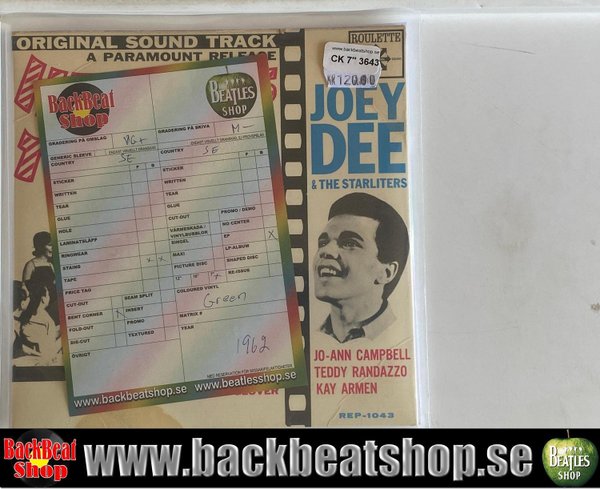 ORIGINAL SOUND TRACK
A PARAMOUNT RELEASE
ROULETTE
www.backbeatshop.se
CK 7" 3643
120.00
JOEY
DEE
& THE STARLITERS
JO-ANN CAMPBELL
TEDDY RANDAZZO
KAY ARMEN
REP-1043
BackBeat
Shop
BEATLES
SHOP
GRADERING PÅ OMSLAG
VG+
GRADERING PÅ SKIVA
M-
GENERIC SLEEVE
COUNTRY
SE
COUNTRY
SE
F B
F B
STICKER
STICKER
WRITTEN
WRITTEN
TEAR
TEAR
GLUE
GLUE
HOLE
CUT-OUT
PROMO / DEMO
LAMINATSLÄPP
VÄRMESKADA /
VINYLBUBBLOR
NO CENTER
RINGWEAR
SINGEL
EP
X
STAINS
X X
MAXI
LP-ALBUM
TAPE
PICTURE DISC
SHAPED DISC
PRICE TAG
12" 10" 7"
RE-ISSUE
CUT-OUT
SEAM SPLIT
COLOURED VINYL
Green
BENT CORNER
X
INSERT
FOLD-OUT
PROMO
MATRIX #
DIE-CUT
TEXTURED
YEAR
ÖVRIGT
1962
www.backbeatshop.se
www.beatlesshop.se
BackBeat
Shop
www.backbeatshop.se
BEATLES
SHOP